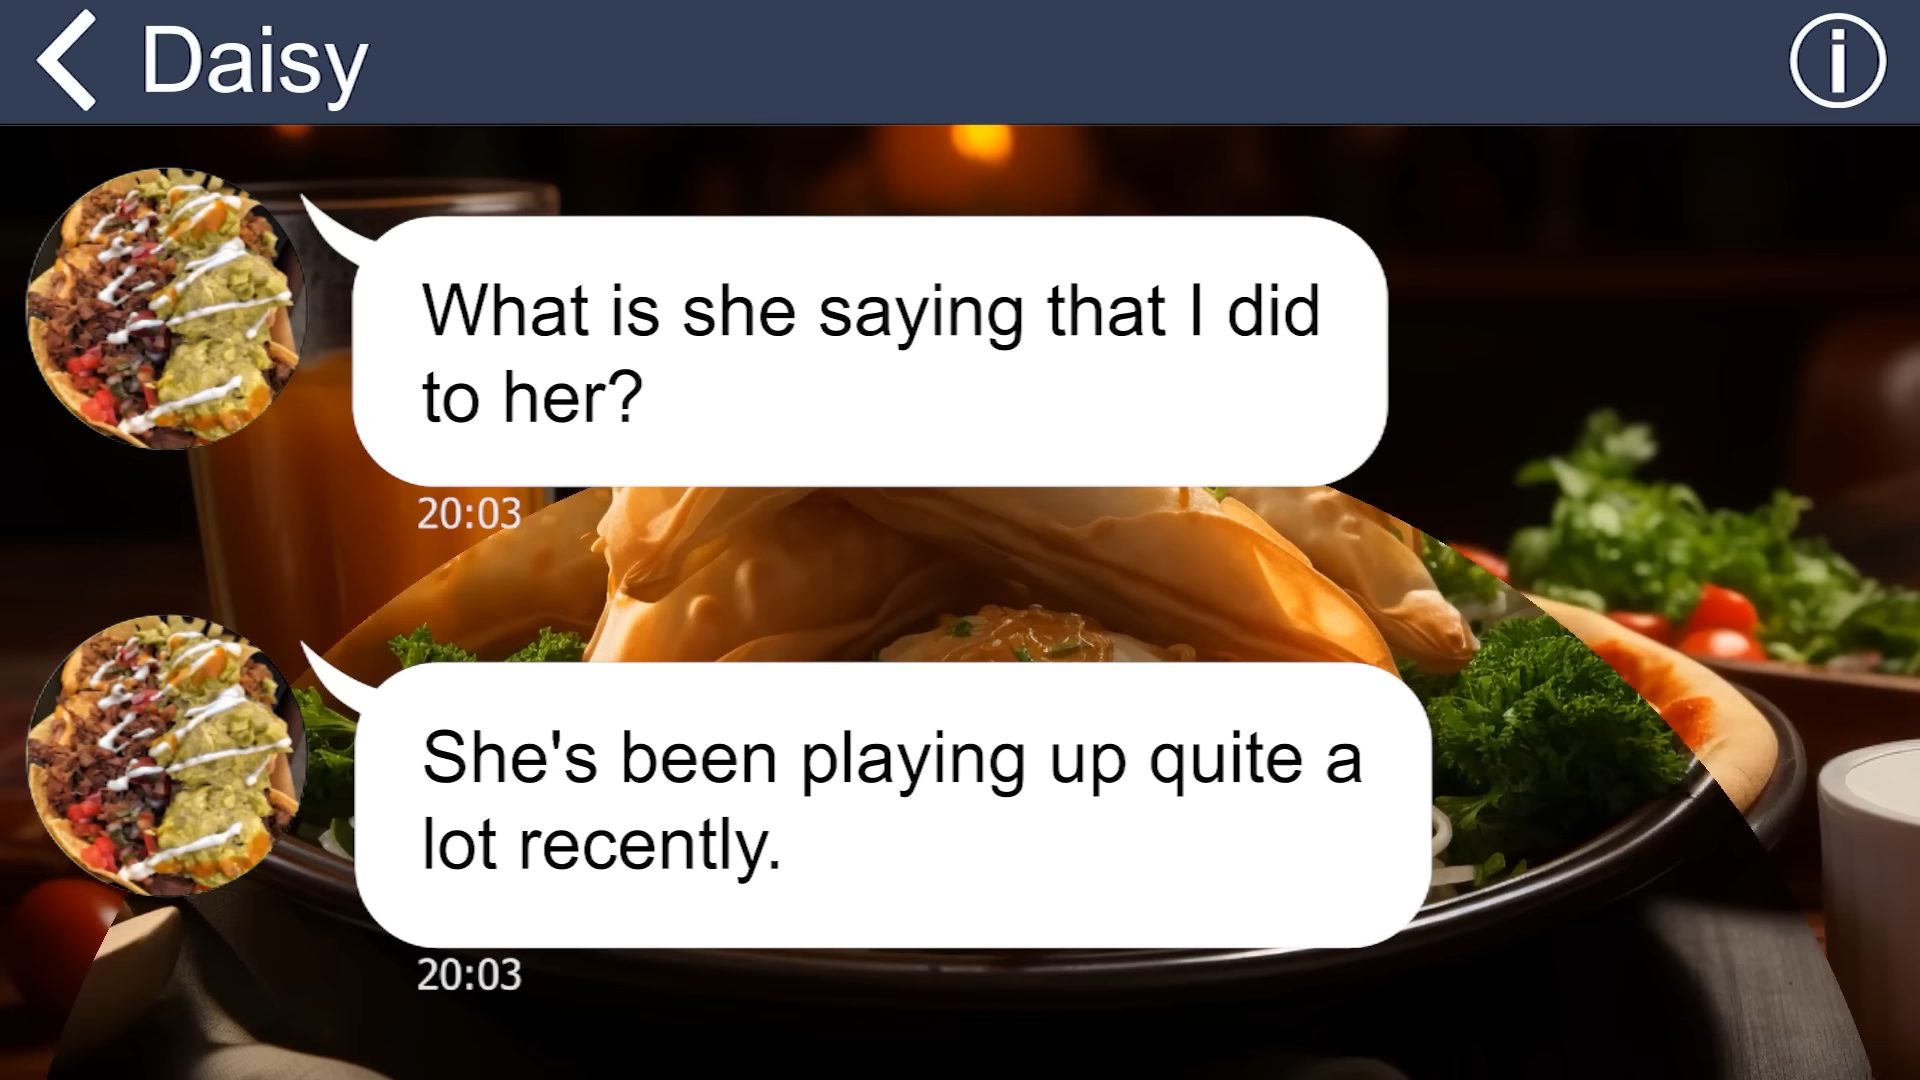 Daisy
What is she saying that I did
to her?
20:03
She's been playing up quite a
lot recently.
20:03